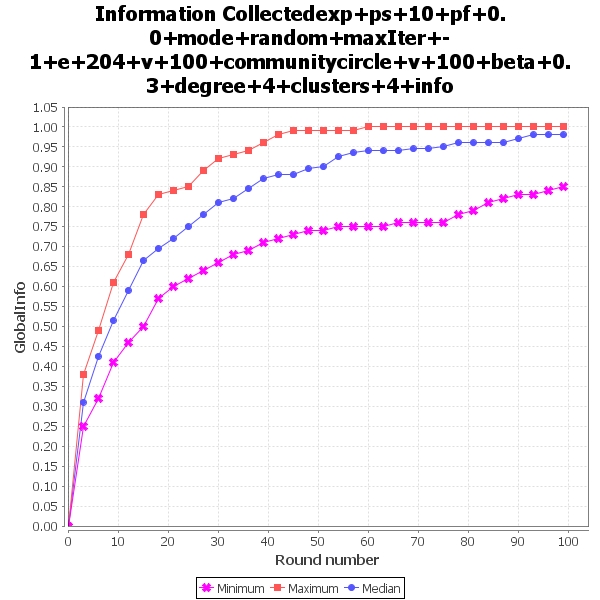 Information Collectedexp+ps+10+pf+0.
0+mode+random+maxIter+-
1+e+204+v+100+communitycircle+v+100+beta+0.
3+degree+4+clusters+4+info
1.05
1.00
0.95
0.90
0.85
0.80
0.75
0.70
0.65
0.60
0.55
0.50
0.45
0.40
0.35
0.30
0.25
0.20
0.15
0.10
0.05
0.00
GlobalInfo
0 10 20 30 40 50 60 70 80 90 100
Round number
Minimum Maximum Median